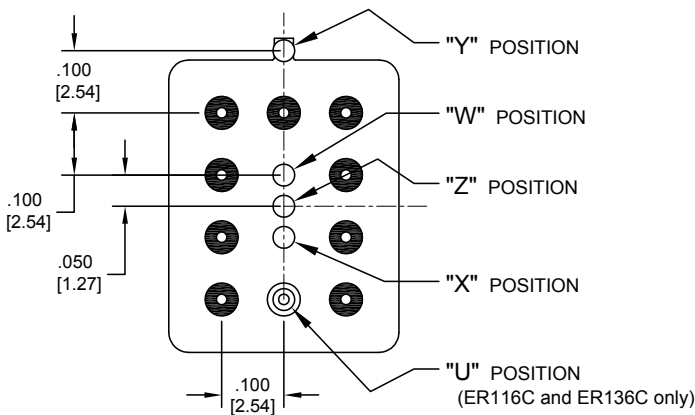 "Y" POSITION
.100
[2.54]
"W" POSITION
"Z" POSITION
.100
[2.54]
.050
[1.27]
"X" POSITION
"U" POSITION
(ER116C and ER136C only)
.100
[2.54]